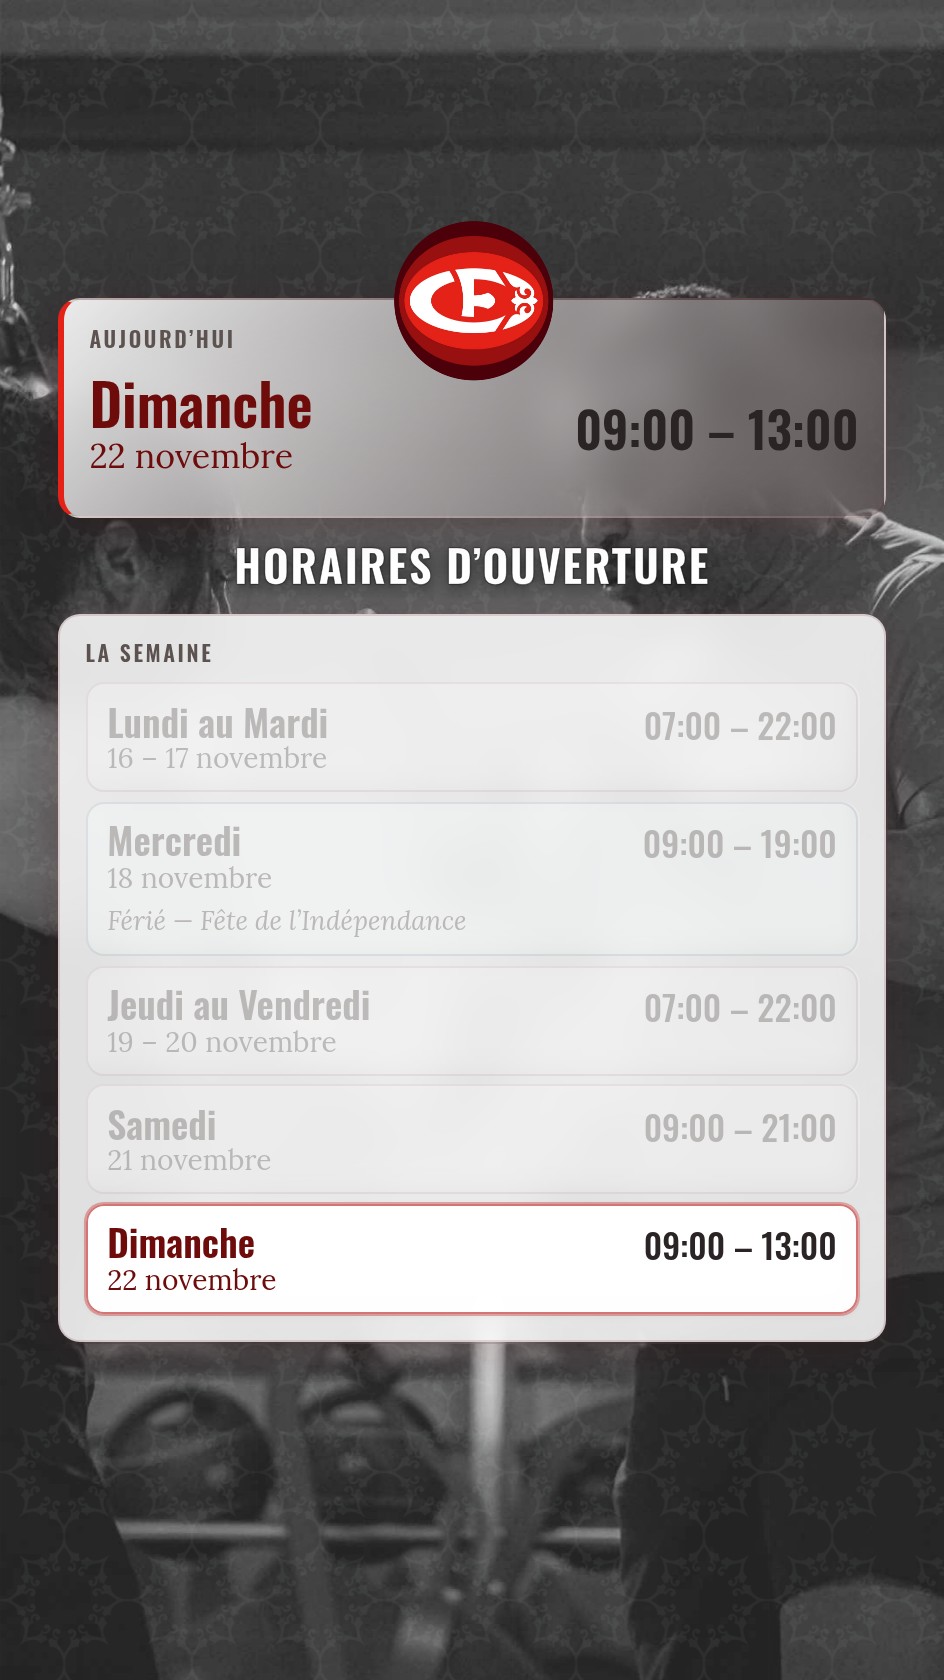 CF
AUJOURD’HUI
Dimanche
22 novembre
09:00 – 13:00
HORAIRES D’OUVERTURE
LA SEMAINE
Lundi au Mardi
07:00 – 22:00
16 – 17 novembre
Mercredi
09:00 – 19:00
18 novembre
Férié — Fête de l’Indépendance
Jeudi au Vendredi
07:00 – 22:00
19 – 20 novembre
Samedi
09:00 – 21:00
21 novembre
Dimanche
09:00 – 13:00
22 novembre